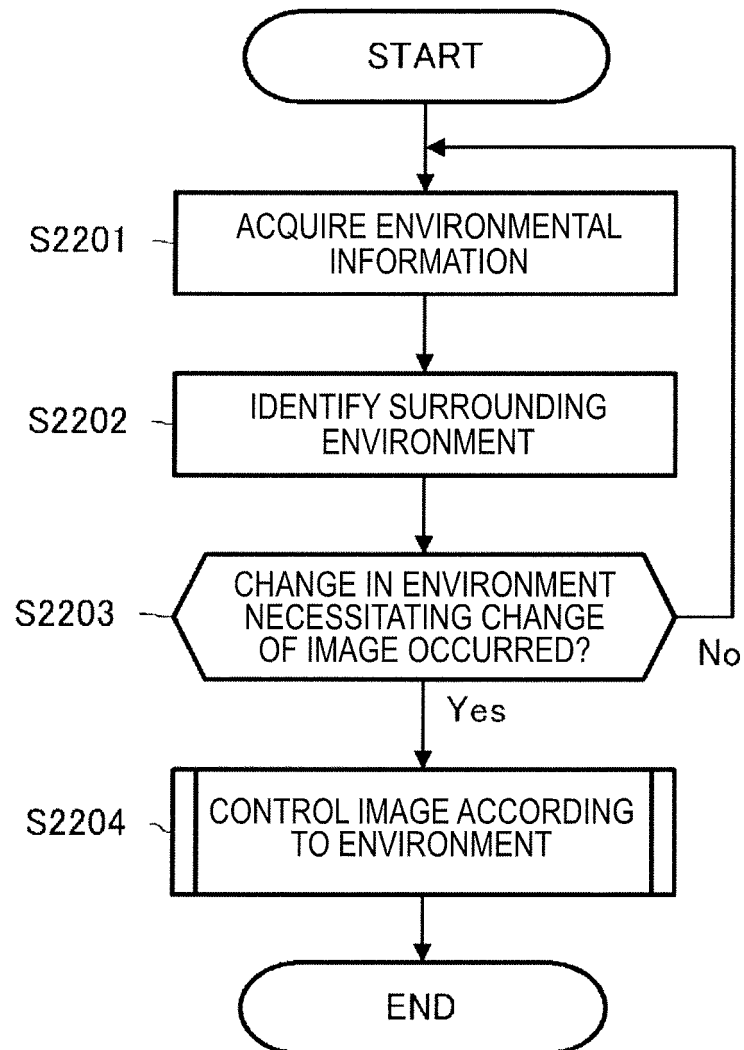 START
S2201
ACQUIRE ENVIRONMENTAL
INFORMATION
S2202
IDENTIFY SURROUNDING
ENVIRONMENT
S2203
CHANGE IN ENVIRONMENT
NECESSITATING CHANGE
OF IMAGE OCCURRED?
No
Yes
S2204
CONTROL IMAGE ACCORDING
TO ENVIRONMENT
END